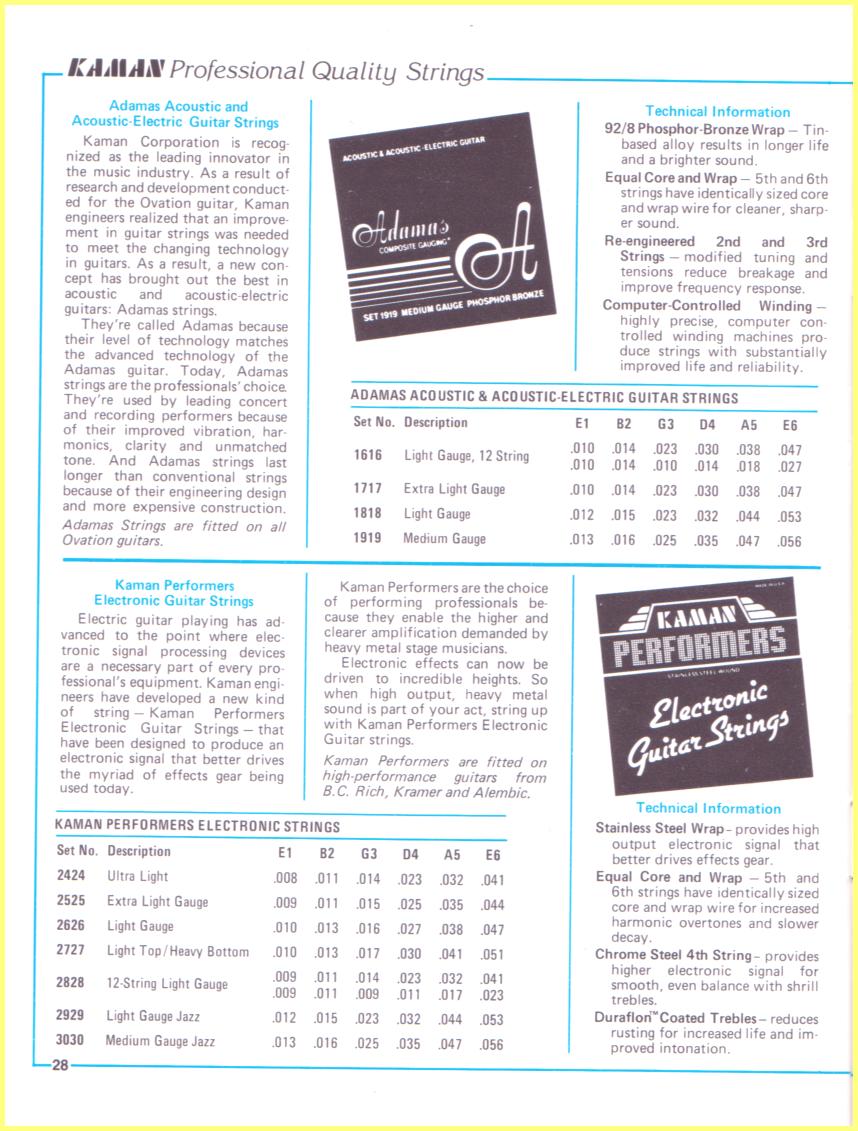 KAMAN Professional Quality Strings
Adamas Acoustic and
Acoustic-Electric Guitar Strings
Kaman Corporation is recog-
nized as the leading innovator in
the music industry. As a result of
research and development conduct-
ed for the Ovation guitar, Kaman
engineers realized that an improve-
ment in guitar strings was needed
to meet the changing technology
in guitars. As a result, a new con-
cept has brought out the best in
acoustic and acoustic-electric
guitars: Adamas strings.
They're called Adamas because
their level of technology matches
the advanced technology of the
Adamas guitar. Today, Adamas
strings are the professionals' choice.
They're used by leading concert
and recording performers because
of their improved vibration, har-
monics, clarity and unmatched
tone. And Adamas strings last
longer than conventional strings
because of their engineering design
and more expensive construction.
Adamas Strings are fitted on all
Ovation guitars.
ACOUSTIC & ACOUSTIC-ELECTRIC GUITAR
Adamas
COMPOSITE GAUGING
A
SET 1919 MEDIUM GAUGE PHOSPHOR BRONZE
Technical Information
92/8 Phosphor-Bronze Wrap — Tin-
based alloy results in longer life
and a brighter sound.
Equal Core and Wrap — 5th and 6th
strings have identically sized core
and wrap wire for cleaner, sharp-
er sound.
Re-engineered 2nd and 3rd
Strings — modified tuning and
tensions reduce breakage and
improve frequency response.
Computer-Controlled Winding —
highly precise, computer con-
trolled winding machines pro-
duce strings with substantially
improved life and reliability.
ADAMAS ACOUSTIC & ACOUSTIC-ELECTRIC GUITAR STRINGS
Set No. Description E1 B2 G3 D4 A5 E6
1616 Light Gauge, 12 String .010 .014 .023 .030 .038 .047
.010 .014 .010 .014 .018 .027
1717 Extra Light Gauge .010 .014 .023 .030 .038 .047
1818 Light Gauge .012 .015 .023 .032 .044 .053
1919 Medium Gauge .013 .016 .025 .035 .047 .056
Kaman Performers
Electronic Guitar Strings
Electric guitar playing has ad-
vanced to the point where elec-
tronic signal processing devices
are a necessary part of every pro-
fessional's equipment. Kaman engi-
neers have developed a new kind
of string — Kaman Performers
Electronic Guitar Strings — that
have been designed to produce an
electronic signal that better drives
the myriad of effects gear being
used today.
Kaman Performers are the choice
of performing professionals be-
cause they enable the higher and
clearer amplification demanded by
heavy metal stage musicians.
Electronic effects can now be
driven to incredible heights. So
when high output, heavy metal
sound is part of your act, string up
with Kaman Performers Electronic
Guitar strings.
Kaman Performers are fitted on
high-performance guitars from
B.C. Rich, Kramer and Alembic.
MADE IN U.S.A.
KAMAN
PERFORMERS
STAINLESS STEEL WOUND
Electronic
Guitar Strings
Technical Information
Stainless Steel Wrap – provides high
output electronic signal that
better drives effects gear.
Equal Core and Wrap — 5th and
6th strings have identically sized
core and wrap wire for increased
harmonic overtones and slower
decay.
Chrome Steel 4th String – provides
higher electronic signal for
smooth, even balance with shrill
trebles.
Duraflon™ Coated Trebles – reduces
rusting for increased life and im-
proved intonation.
KAMAN PERFORMERS ELECTRONIC STRINGS
Set No. Description E1 B2 G3 D4 A5 E6
2424 Ultra Light .008 .011 .014 .023 .032 .041
2525 Extra Light Gauge .009 .011 .015 .025 .035 .044
2626 Light Gauge .010 .013 .016 .027 .038 .047
2727 Light Top/Heavy Bottom .010 .013 .017 .030 .041 .051
2828 12-String Light Gauge .009 .011 .014 .023 .032 .041
.009 .011 .009 .011 .017 .023
2929 Light Gauge Jazz .012 .015 .023 .032 .044 .053
3030 Medium Gauge Jazz .013 .016 .025 .035 .047 .056
28